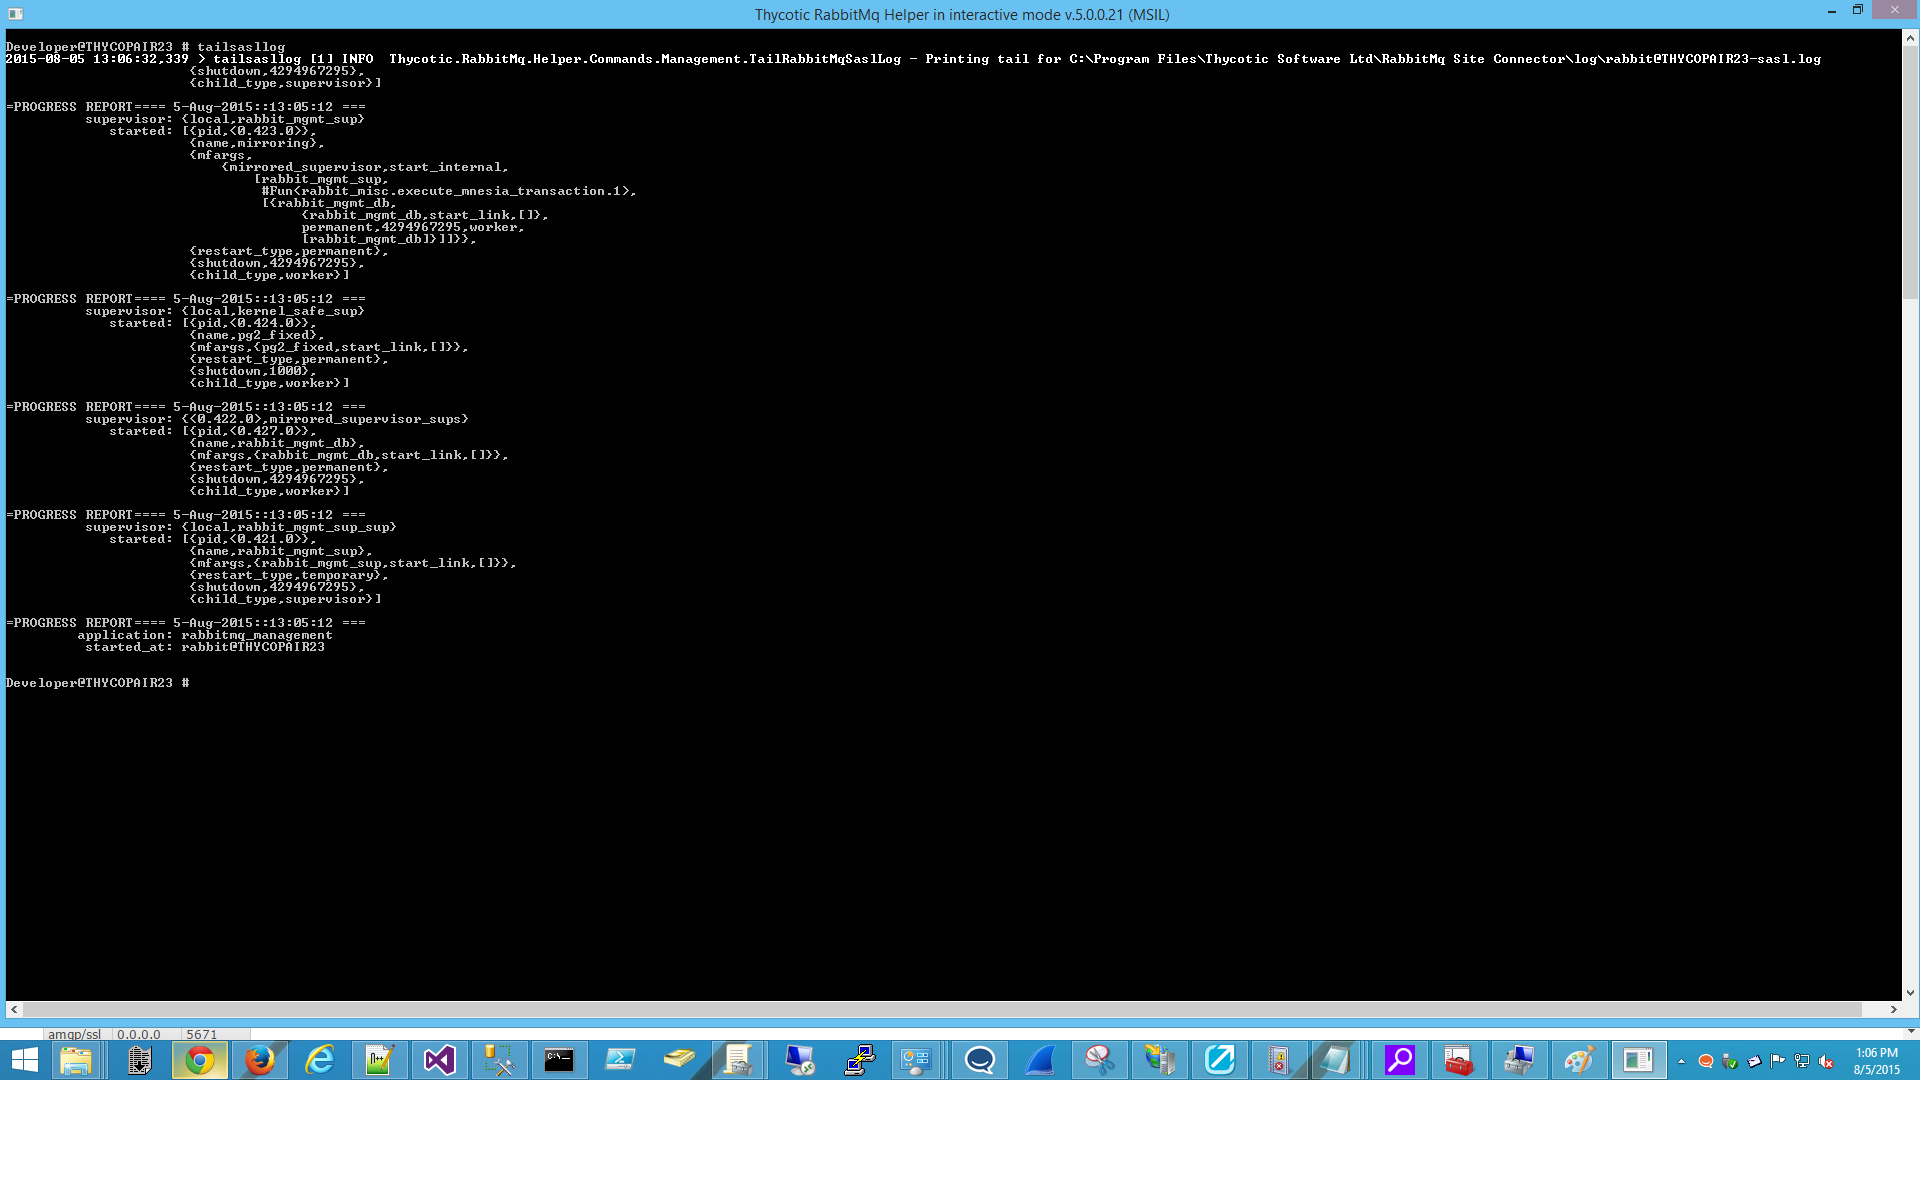 Thycotic RabbitMq Helper in interactive mode v.5.0.0.21 (MSIL)
Developer@THYCOPAIR23 # tailsasllog
2015-08-05 13:06:32,339 > tailsasllog [1] INFO  Thycotic.RabbitMq.Helper.Commands.Management.TailRabbitMqSaslLog - Printing tail for C:\Program Files\Thycotic Software Ltd\RabbitMq Site Connector\log\rabbit@THYCOPAIR23-sasl.log
{shutdown,4294967295},
{child_type,supervisor}]
=PROGRESS REPORT==== 5-Aug-2015::13:05:12 ===
supervisor: {local,rabbit_mgmt_sup}
started: [{pid,<0.423.0>},
{name,mirroring},
{mfargs,
{mirrored_supervisor,start_internal,
[rabbit_mgmt_sup,
#Fun<rabbit_misc.execute_mnesia_transaction.1>,
[{rabbit_mgmt_db,
{rabbit_mgmt_db,start_link,[]},
permanent,4294967295,worker,
[rabbit_mgmt_db]}]]}},
{restart_type,permanent},
{shutdown,4294967295},
{child_type,worker}]
=PROGRESS REPORT==== 5-Aug-2015::13:05:12 ===
supervisor: {local,kernel_safe_sup}
started: [{pid,<0.424.0>},
{name,pg2_fixed},
{mfargs,{pg2_fixed,start_link,[]}},
{restart_type,permanent},
{shutdown,1000},
{child_type,worker}]
=PROGRESS REPORT==== 5-Aug-2015::13:05:12 ===
supervisor: {<0.422.0>,mirrored_supervisor_sups}
started: [{pid,<0.427.0>},
{name,rabbit_mgmt_db},
{mfargs,{rabbit_mgmt_db,start_link,[]}},
{restart_type,permanent},
{shutdown,4294967295},
{child_type,worker}]
=PROGRESS REPORT==== 5-Aug-2015::13:05:12 ===
supervisor: {local,rabbit_mgmt_sup_sup}
started: [{pid,<0.421.0>},
{name,rabbit_mgmt_sup},
{mfargs,{rabbit_mgmt_sup,start_link,[]}},
{restart_type,temporary},
{shutdown,4294967295},
{child_type,supervisor}]
=PROGRESS REPORT==== 5-Aug-2015::13:05:12 ===
application: rabbitmq_management
started_at: rabbit@THYCOPAIR23
Developer@THYCOPAIR23 #
amqp/ssl 0.0.0.0 5671
1:06 PM
8/5/2015